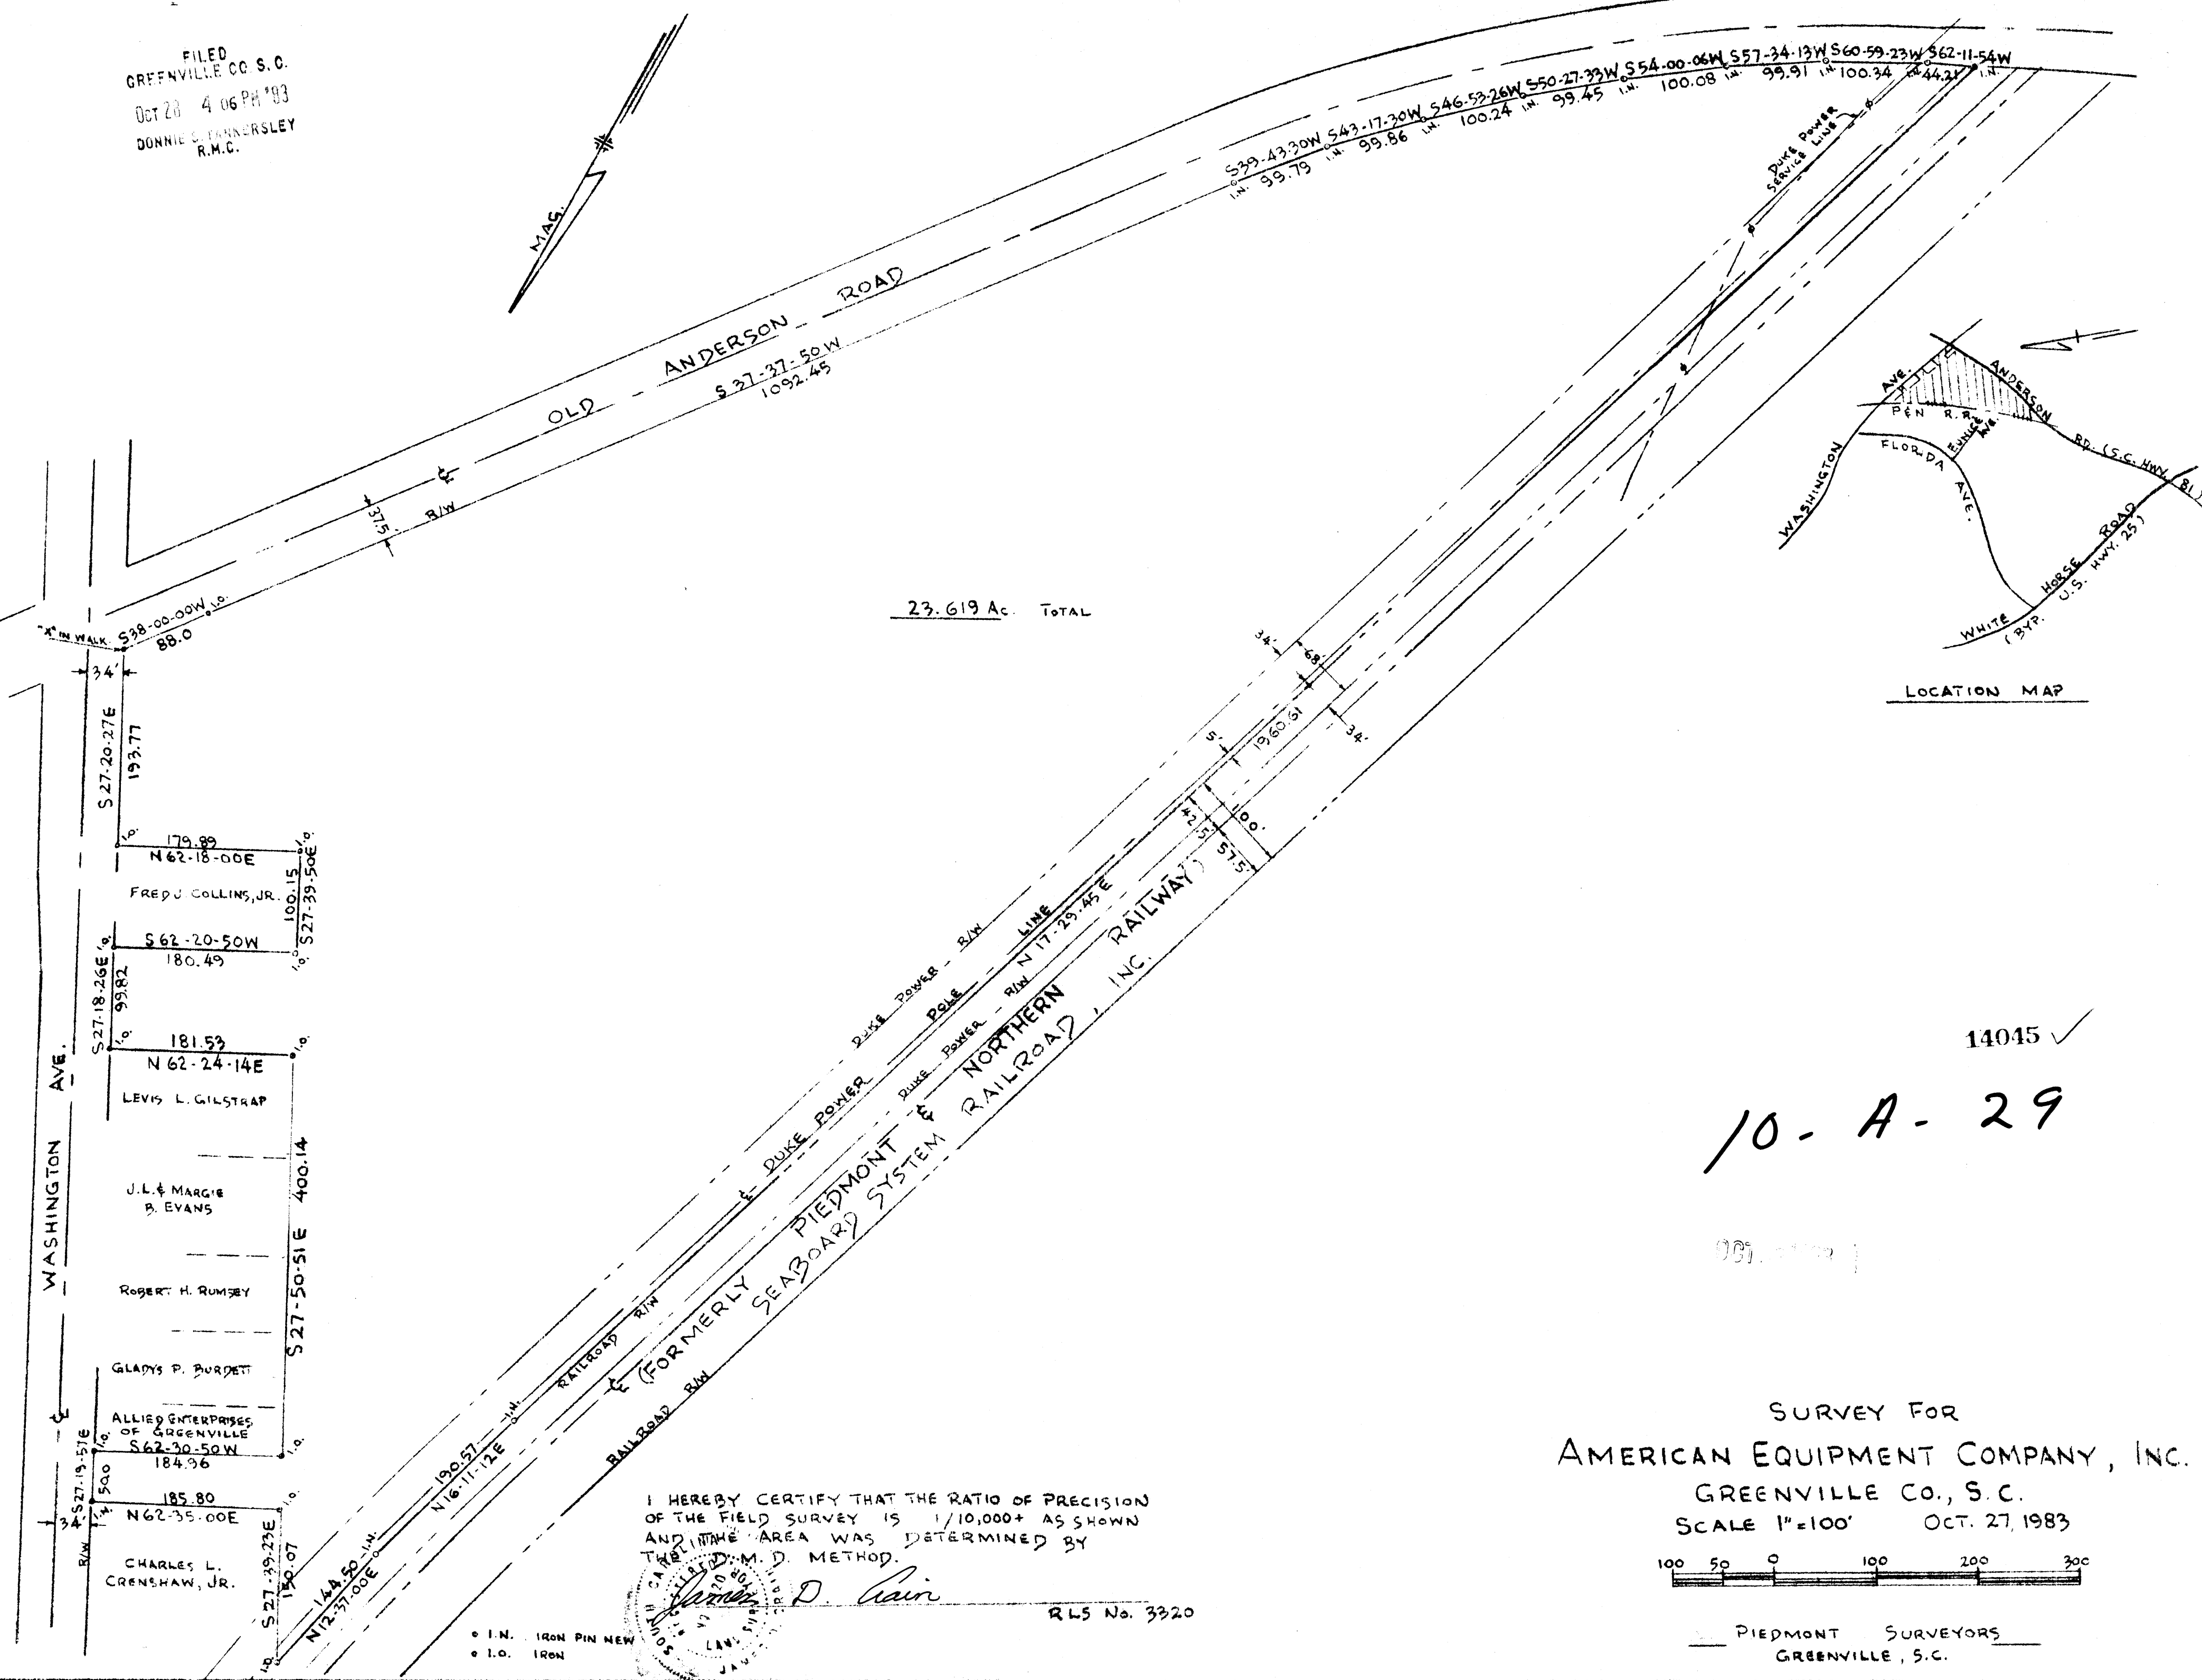 FILED
GREENVILLE CO. S. C.
OCT 28 4 06 PM '83
DONNIE S. TANKERSLEY
R.M.C.
MAG.
S39-43-30W
I.N. 99.79
S43-17-30W
I.N. 99.86
S46-53-26W
I.N. 100.24
S50-27-33W
I.N. 99.45
S54-00-06W
I.N. 100.08
S57-34-13W
I.N. 99.91
S60-59-23W
I.N. 100.34
S62-11-54W
I.N. 44.21 I.N.
DUKE POWER
SERVICE LINE
OLD ANDERSON ROAD
S 37-37-50 W
1092.45
℄
37.5'
R/W
"X" IN WALK
S38-00-00W I.O.
88.0
34'
23.619 Ac. TOTAL
AVE.
ANDERSON
P&N R.R.
EUNICE
AVE.
FLORIDA
AVE.
WASHINGTON
RD. (S.C. HWY. 81)
WHITE HORSE ROAD
(BYP. U.S. HWY. 25)
LOCATION MAP
S 27-20-27E
193.77
I.O.
179.89
I.O.
N 62-18-00E
FRED J COLLINS, JR.
100.15
S27-39-50E
I.O.
S 62-20-50W
180.49
I.O.
S27-18-26E
99.82
I.O.
181.53
I.O.
N 62-24-14E
LEVIS L. GILSTRAP
J.L. & MARGIE
B. EVANS
ROBERT H. RUMSEY
GLADYS P. BURDETT
ALLIED ENTERPRISES
OF GREENVILLE
S 27-50-51 E 400.14
WASHINGTON AVE.
℄
I.O.
S 62-30-50W
184.96
I.O.
S27-19-57E
50.0
185.80
I.O.
N 62-35-00E
34'
R/W
CHARLES L.
CRENSHAW, JR.
S 27-39-23E
150.07
I.O.
144.50 I.N.
N12-37-00E
190.57 I.N.
N16-11-12E
34'
68'
5'
1960.61
34'
42.5'
100'
57.5'
DUKE POWER R/W
℄ DUKE POWER POLE LINE
N 17-29-45 E
DUKE POWER R/W
RAILROAD R/W
℄ (FORMERLY PIEDMONT & NORTHERN RAILWAY)
SEABOARD SYSTEM RAILROAD, INC.
RAILROAD R/W
14045 ✓
10 - A - 29
I HEREBY CERTIFY THAT THE RATIO OF PRECISION
OF THE FIELD SURVEY IS 1/10,000+ AS SHOWN
AND THE AREA WAS DETERMINED BY
THE D. M. D. METHOD.
James D. Crain
RLS No. 3320
• I.N. IRON PIN NEW
• I.O. IRON
SURVEY FOR
AMERICAN EQUIPMENT COMPANY, INC.
GREENVILLE CO., S. C.
SCALE 1"=100' OCT. 27, 1983
100 50 0 100 200 300
PIEDMONT SURVEYORS
GREENVILLE, S.C.